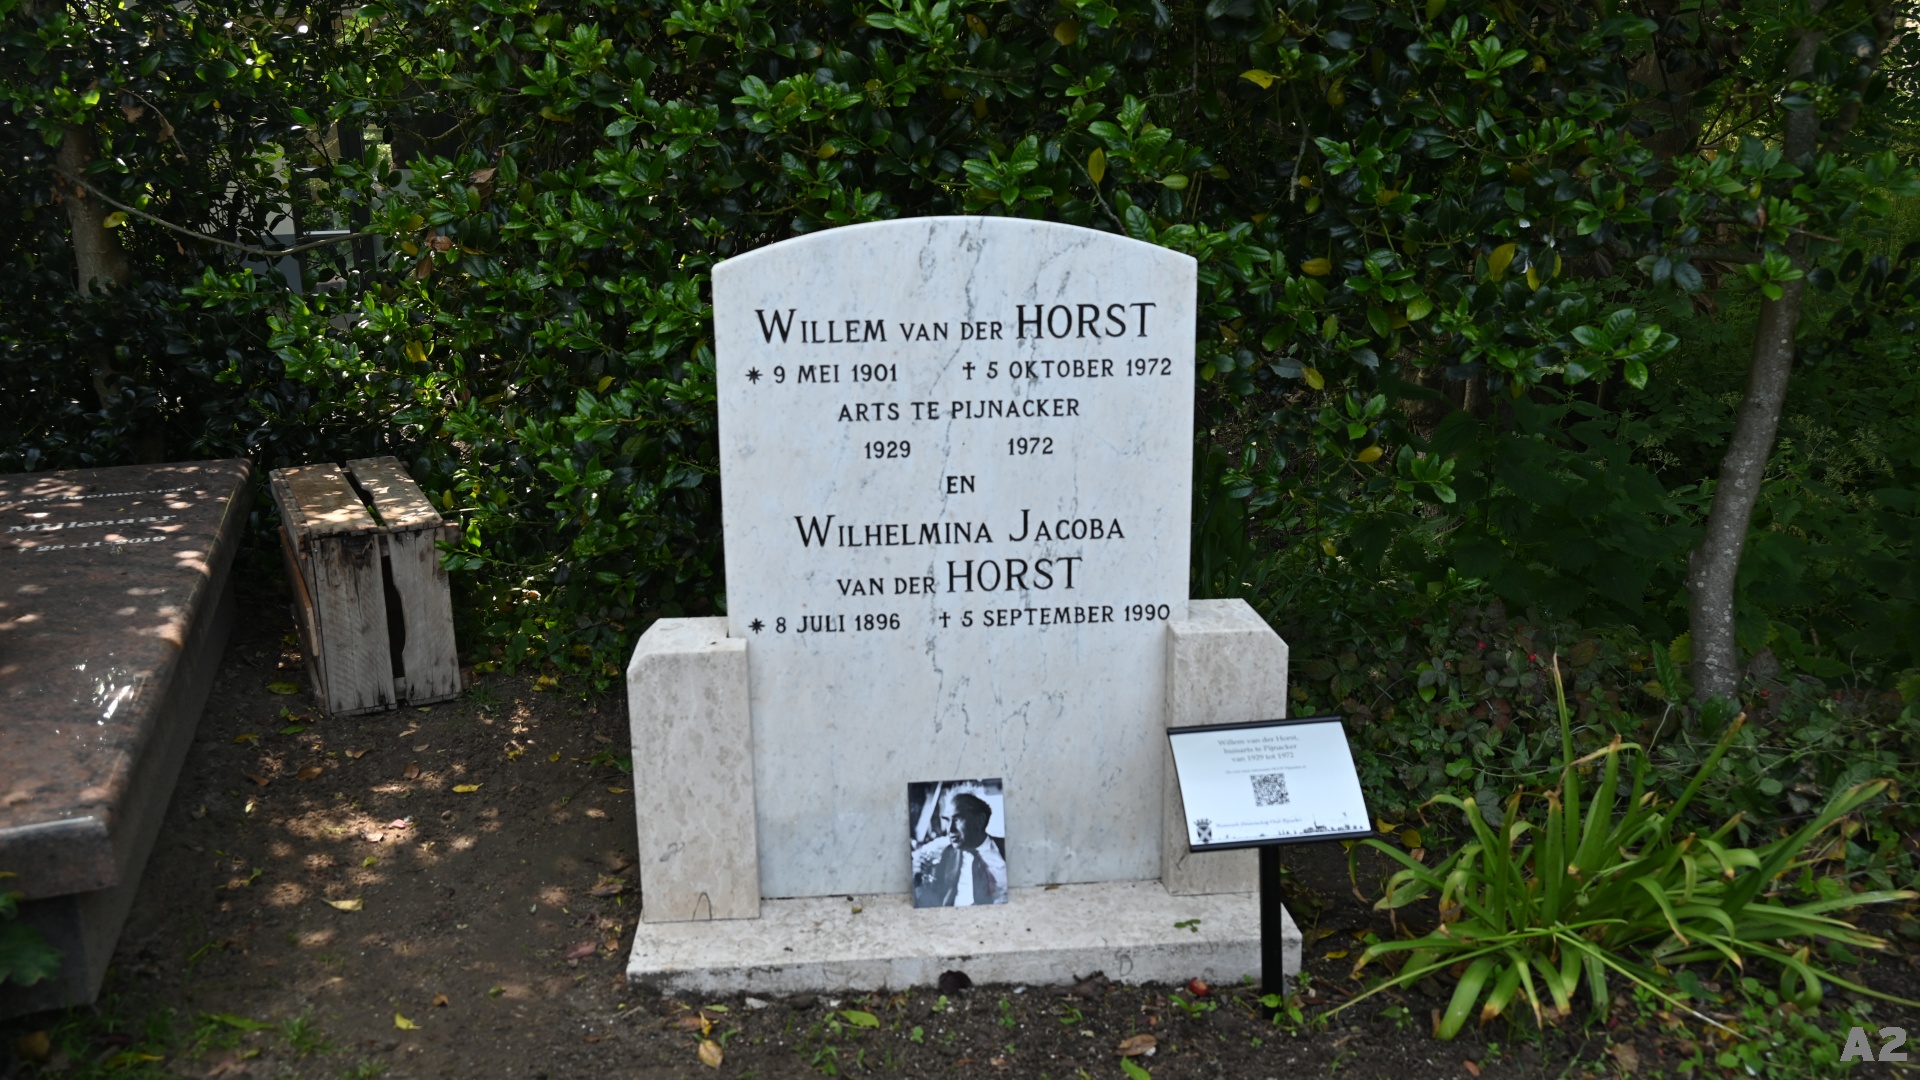 WILLEM VAN DER HORST
* 9 MEI 1901 † 5 OKTOBER 1972
ARTS TE PIJNACKER
1929 1972
EN
WILHELMINA JACOBA
VAN DER HORST
* 8 JULI 1896 † 5 SEPTEMBER 1990
Willem van der Horst,
huisarts te Pijnacker
van 1929 tot 1972
Mijlenaar
A2